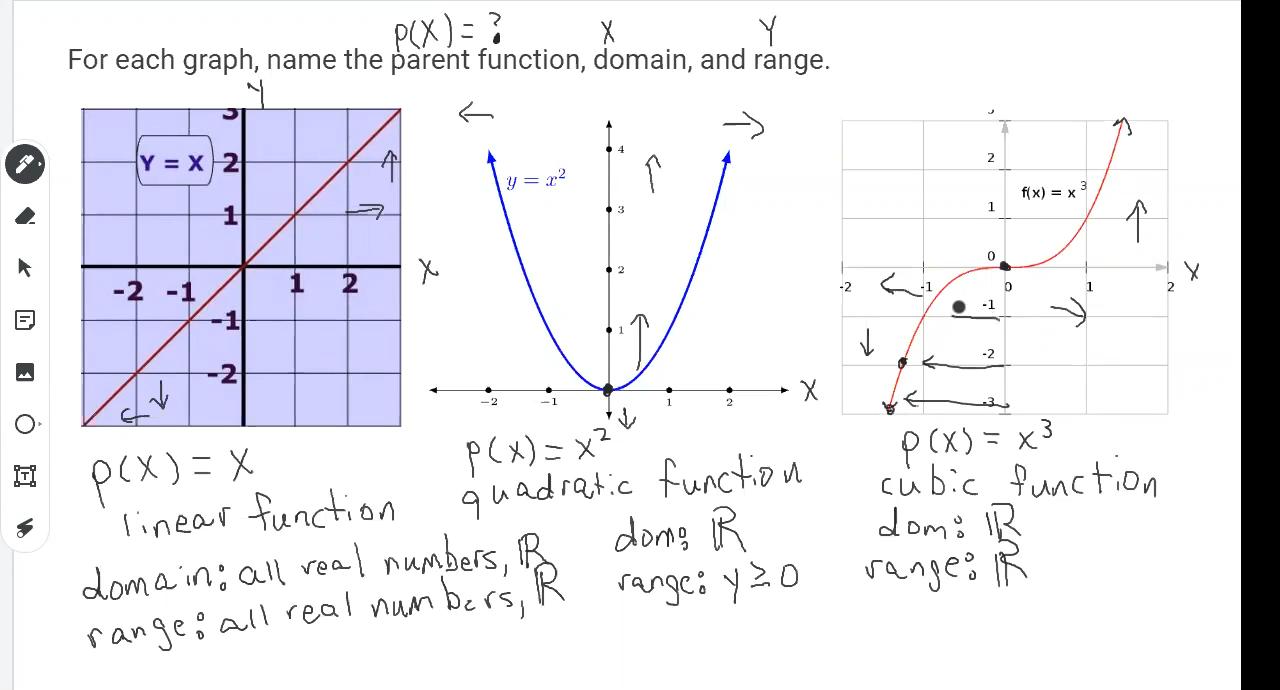 p(x) = ? x y
For each graph, name the parent function, domain, and range.
y
3
Y = X 2
1
-2 -1 1 2
-1
-2
x
p(x) = x
linear function
domain: all real numbers, ℝ
range: all real numbers, ℝ
4
y = x²
3
2
1
-2 -1 1 2
x
p(x) = x²
quadratic function
dom: ℝ
range: y ≥ 0
2
f(x) = x³
1
0
-2 -1 0 1 2
x
-1
-2
-3
p(x) = x³
cubic function
dom: ℝ
range: ℝ
T